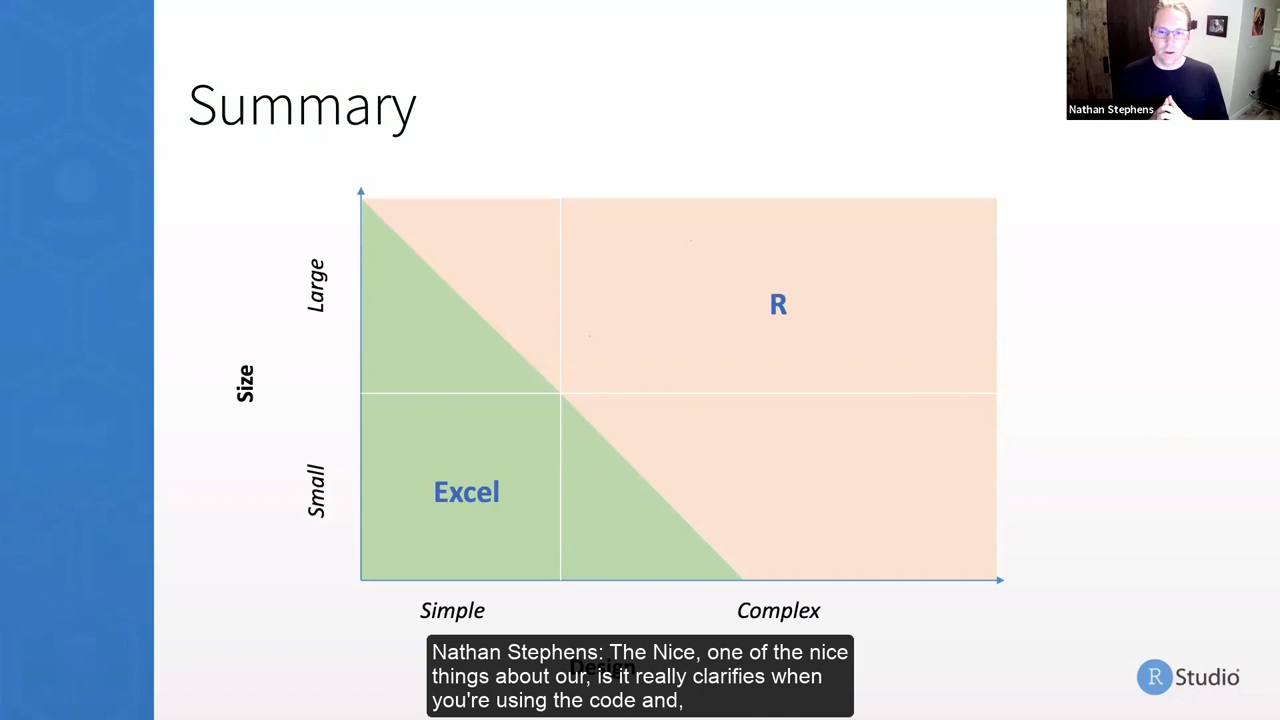 Summary
Nathan Stephens
Large
R
Size
Small
Excel
Simple
Complex
Design
Nathan Stephens: The Nice, one of the nice
things about our, is it really clarifies when
you're using the code and,
R Studio